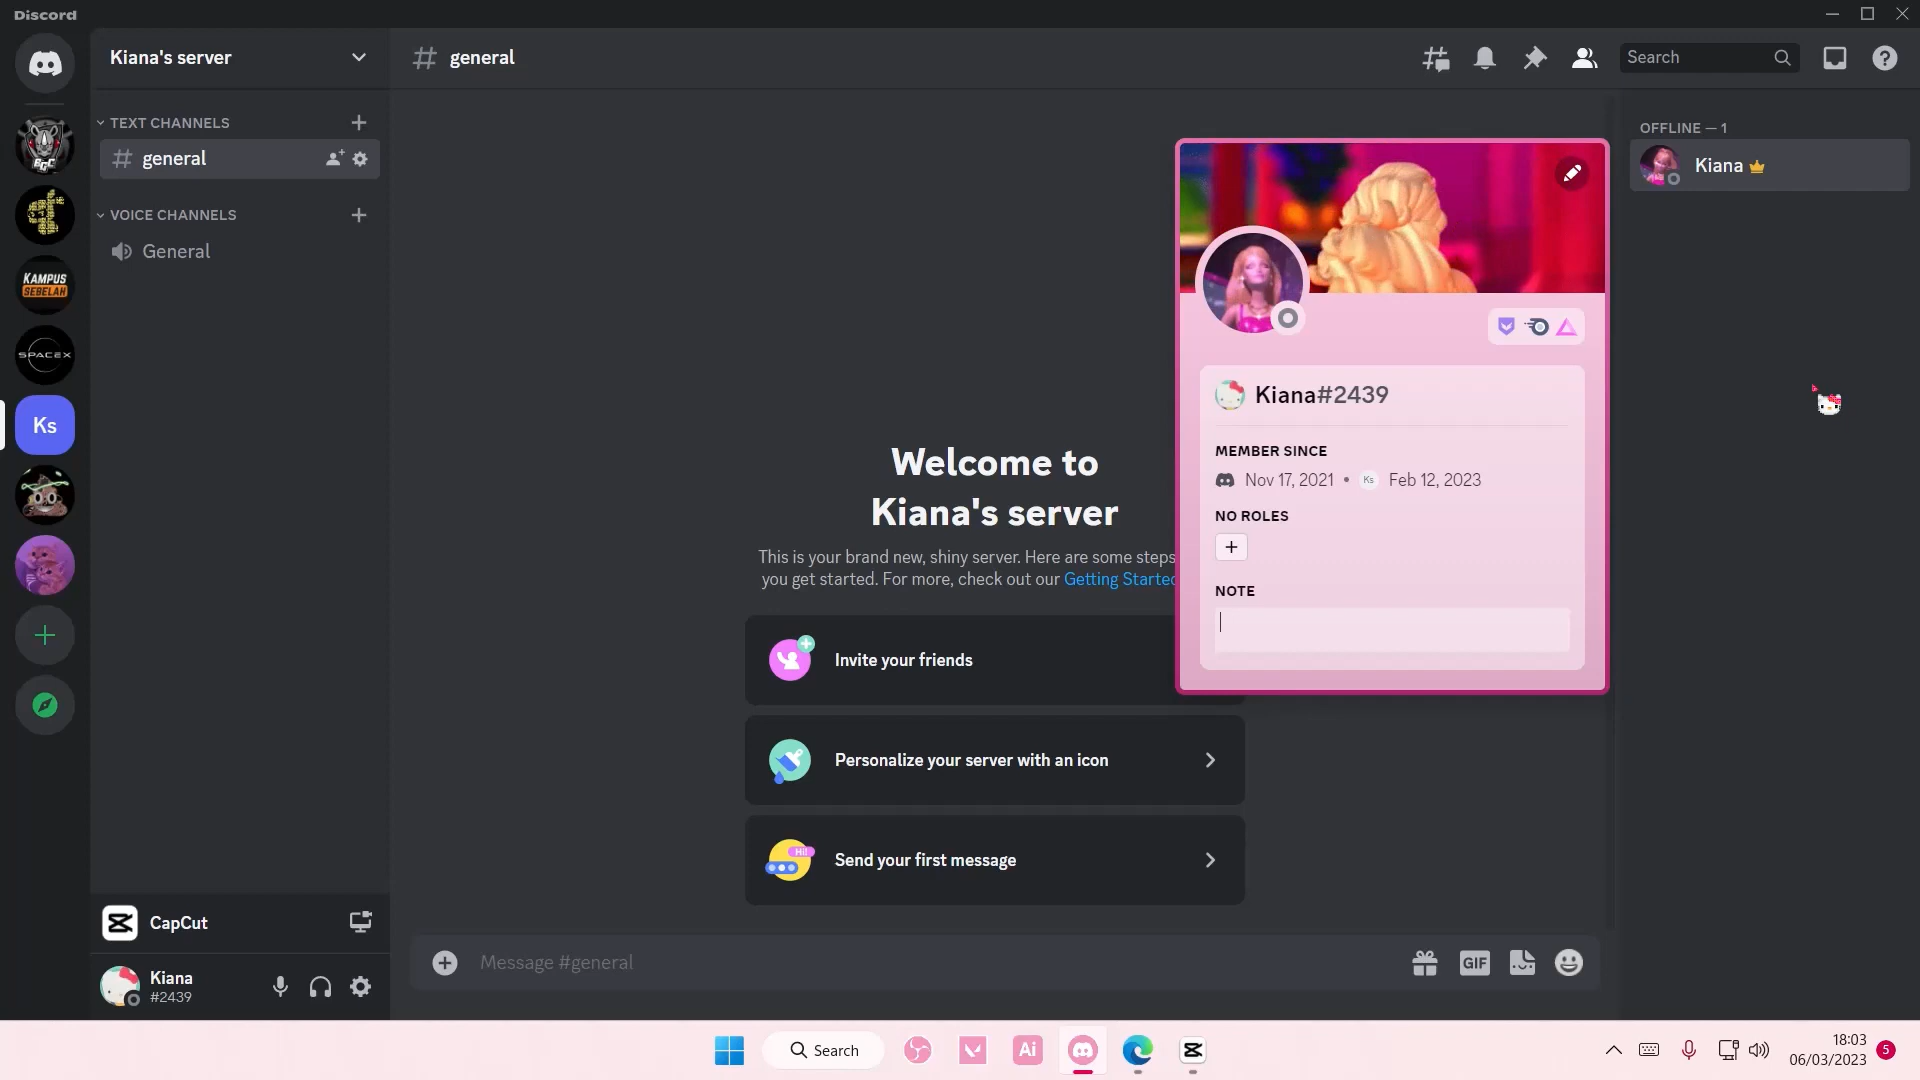 Discord
Kiana's server
general
Search
TEXT CHANNELS
general
VOICE CHANNELS
General
BGC
KAMPUS
SEBELAH
SPACEX
Ks
OFFLINE — 1
Kiana
Kiana#2439
MEMBER SINCE
Nov 17, 2021 • Ks Feb 12, 2023
NO ROLES
NOTE
Welcome to
Kiana's server
This is your brand new, shiny server. Here are some steps
you get started. For more, check out our Getting Started
Invite your friends
Personalize your server with an icon
Hi!
Send your first message
CapCut
Kiana
#2439
Message #general
GIF
Search
Ai
18:03
06/03/2023
5